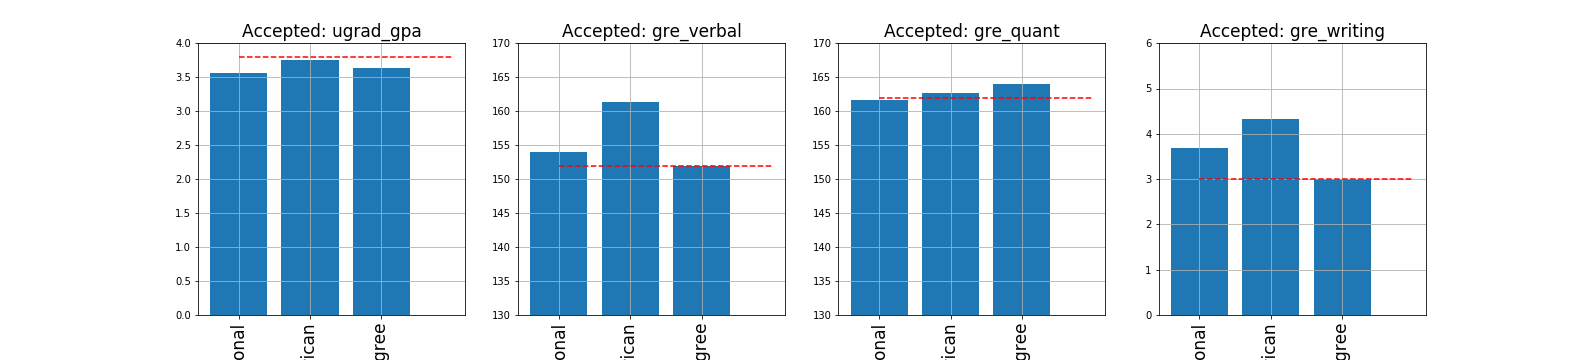 Accepted: ugrad_gpa
4.0
3.5
3.0
2.5
2.0
1.5
1.0
0.5
0.0
onal
ican
gree
Accepted: gre_verbal
170
165
160
155
150
145
140
135
130
onal
ican
gree
Accepted: gre_quant
170
165
160
155
150
145
140
135
130
onal
ican
gree
Accepted: gre_writing
6
5
4
3
2
1
0
onal
ican
gree